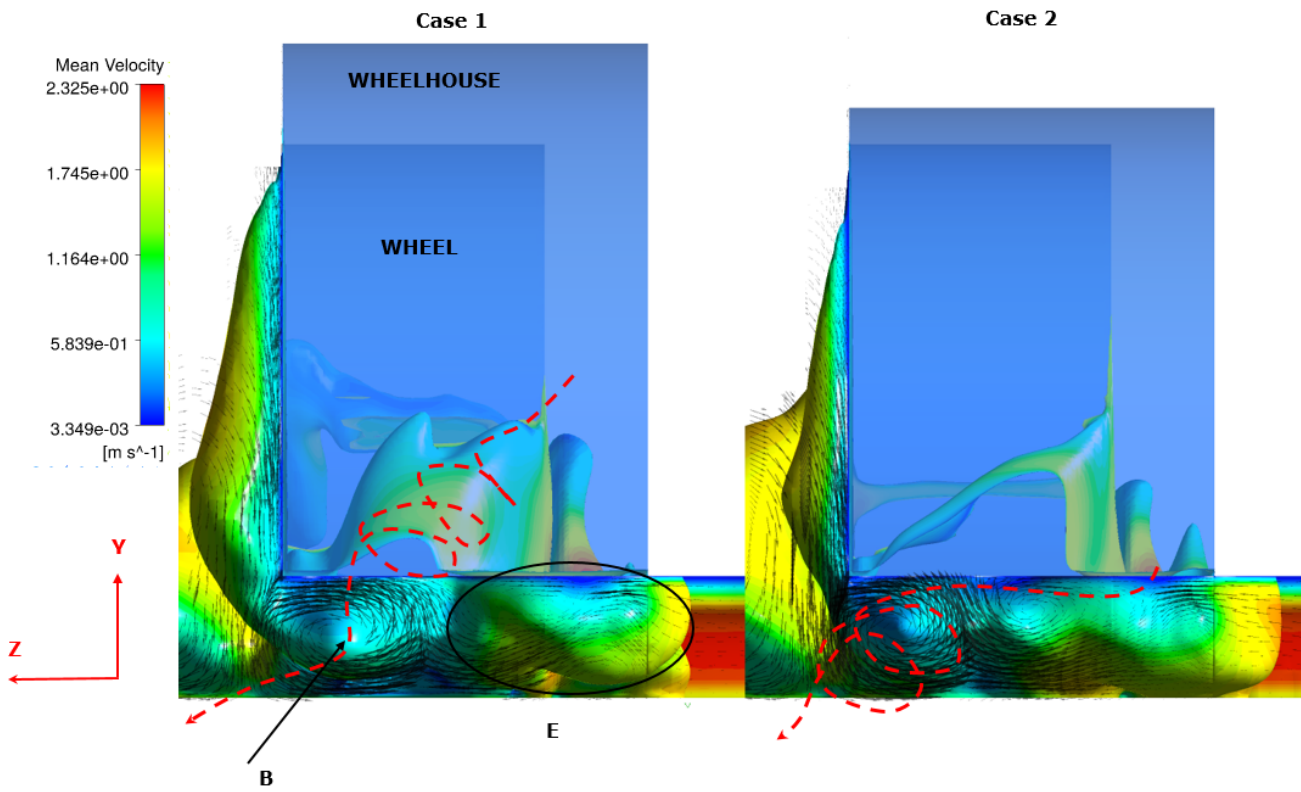 Case 1
Case 2
Mean Velocity
2.325e+00
1.745e+00
1.164e+00
5.839e-01
3.349e-03
[m s^-1]
WHEELHOUSE
WHEEL
Y
Z
E
B